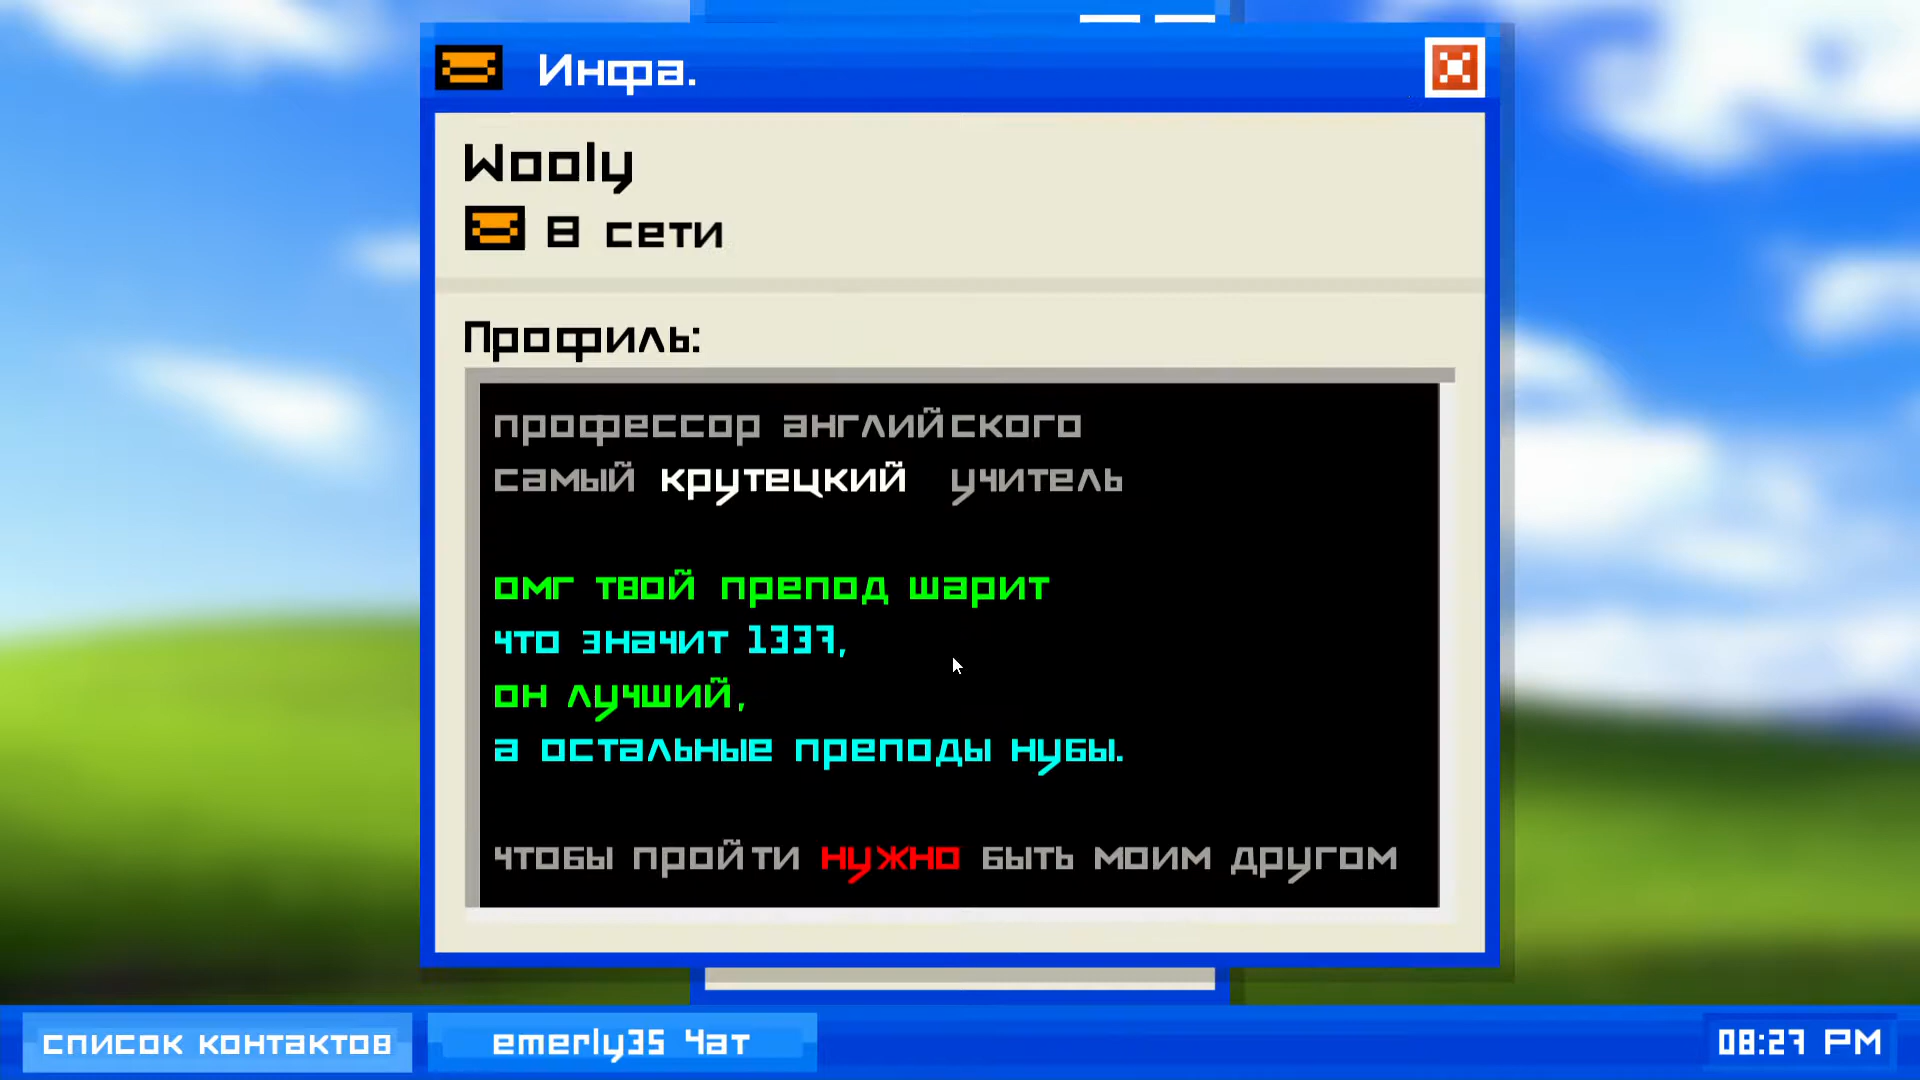 Инфа.
Wooly
В сети
Профиль:
профессор английского
самый крутецкий учитель
омг твой препод шарит
что значит 1337,
он лучший,
а остальные преподы нубы.
чтобы пройти нужно быть моим другом
список контактов
emerly35 Чат
08:27 PM